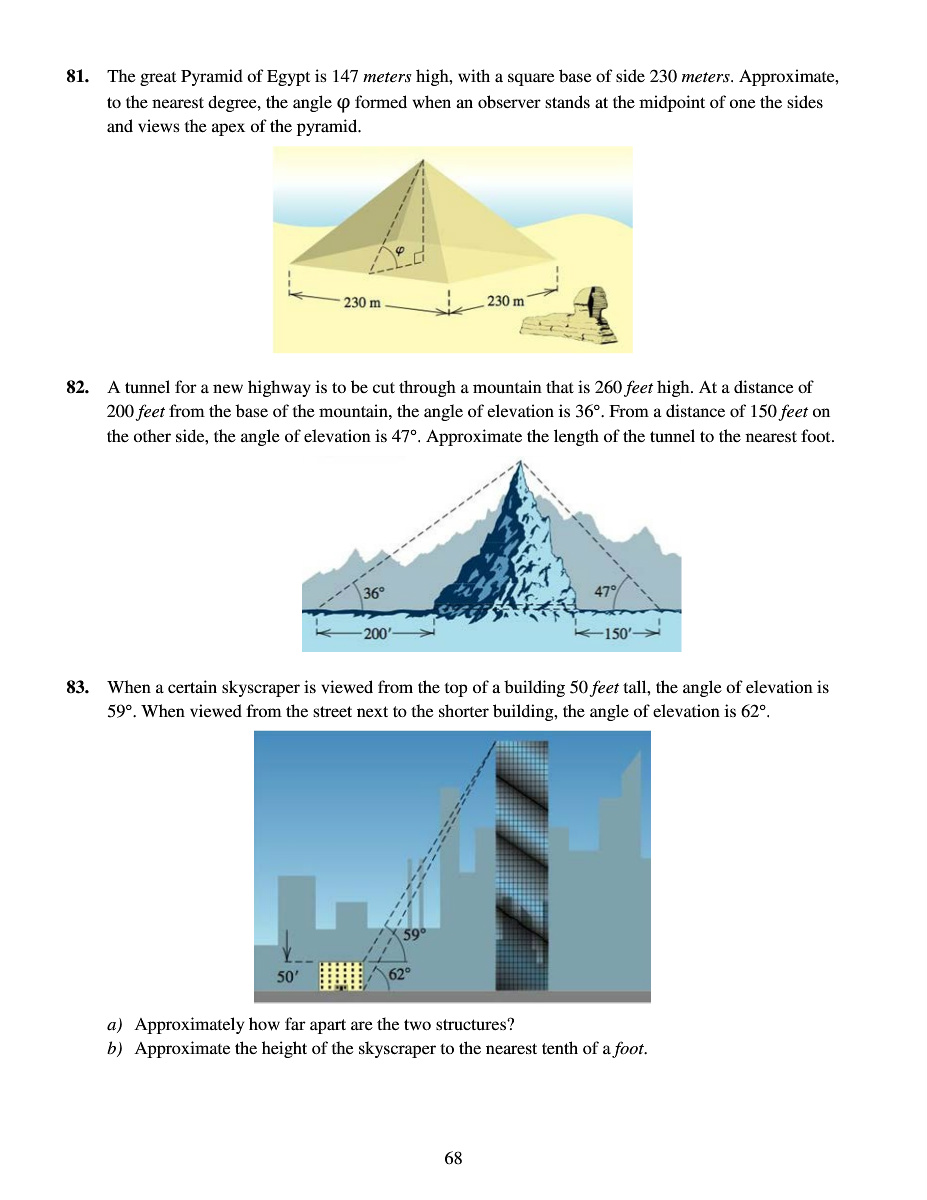 81. The great Pyramid of Egypt is 147 meters high, with a square base of side 230 meters. Approximate,
to the nearest degree, the angle φ formed when an observer stands at the midpoint of one the sides
and views the apex of the pyramid.
φ
230 m
230 m
82. A tunnel for a new highway is to be cut through a mountain that is 260 feet high. At a distance of
200 feet from the base of the mountain, the angle of elevation is 36°. From a distance of 150 feet on
the other side, the angle of elevation is 47°. Approximate the length of the tunnel to the nearest foot.
36°
47°
200′
150′
83. When a certain skyscraper is viewed from the top of a building 50 feet tall, the angle of elevation is
59°. When viewed from the street next to the shorter building, the angle of elevation is 62°.
59°
50′
62°
a) Approximately how far apart are the two structures?
b) Approximate the height of the skyscraper to the nearest tenth of a foot.
68